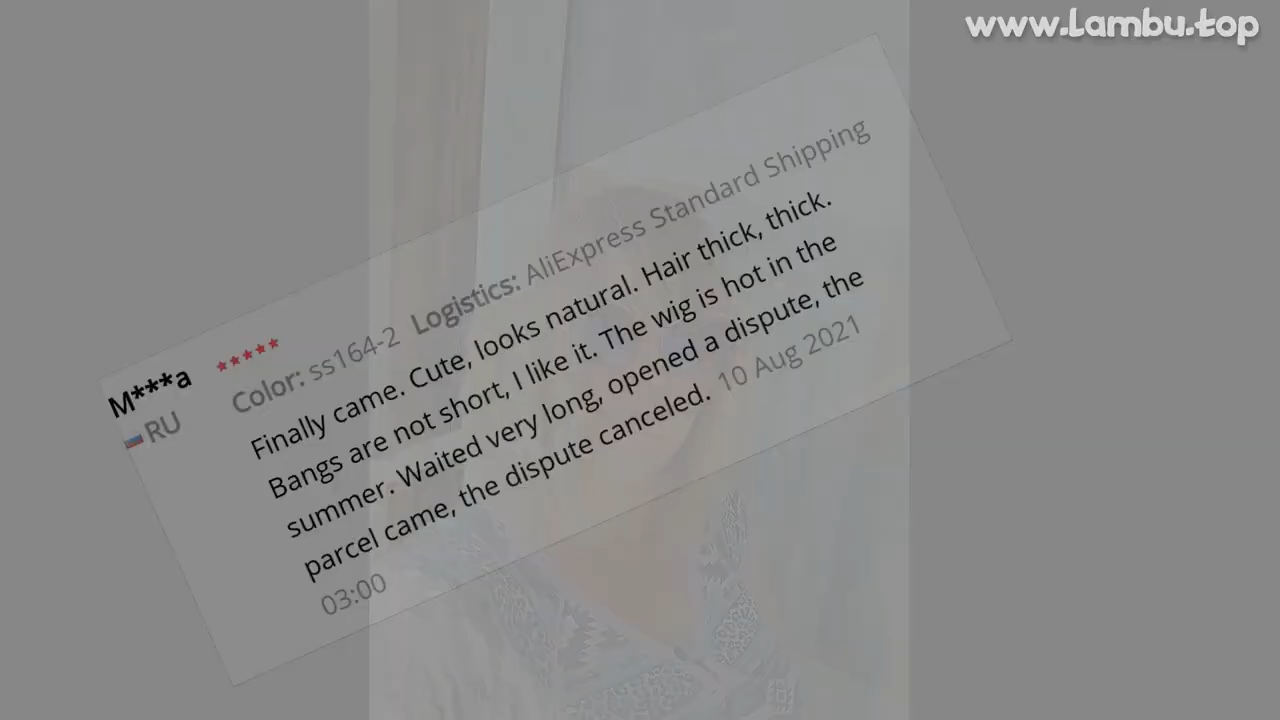 www.Lambu.top
M***a
RU
Color: ss164-2 Logistics: AliExpress Standard Shipping
Finally came. Cute, looks natural. Hair thick, thick.
Bangs are not short, I like it. The wig is hot in the
summer. Waited very long, opened a dispute, the
parcel came, the dispute canceled. 10 Aug 2021
03:00